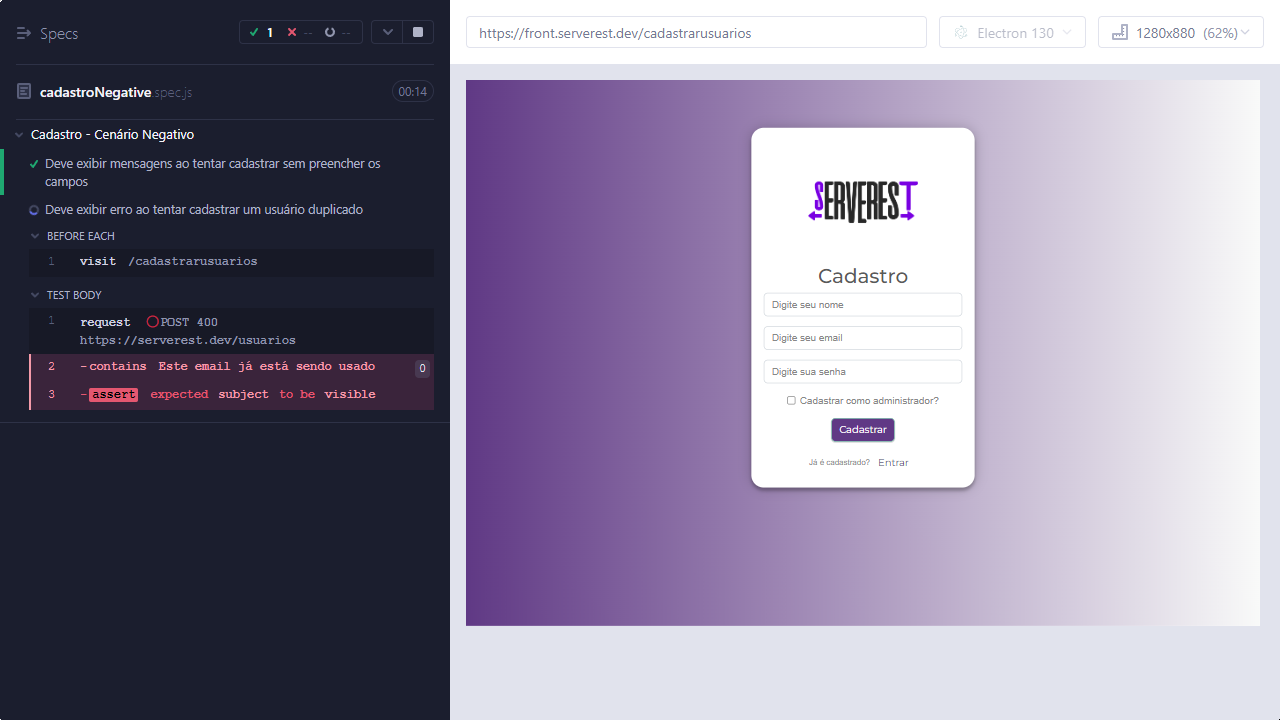 Specs
1 -- --
cadastroNegative.spec.js
00:14
Cadastro - Cenário Negativo
Deve exibir mensagens ao tentar cadastrar sem preencher os
campos
Deve exibir erro ao tentar cadastrar um usuário duplicado
BEFORE EACH
1 visit /cadastrarusuarios
TEST BODY
1 request POST 400
https://serverest.dev/usuarios
2 -contains Este email já está sendo usado 0
3 -assert expected subject to be visible
https://front.serverest.dev/cadastrarusuarios
Electron 130
1280x880 (62%)
SERVEREST
Cadastro
Digite seu nome
Digite seu email
Digite sua senha
Cadastrar como administrador?
Cadastrar
Já é cadastrado? Entrar